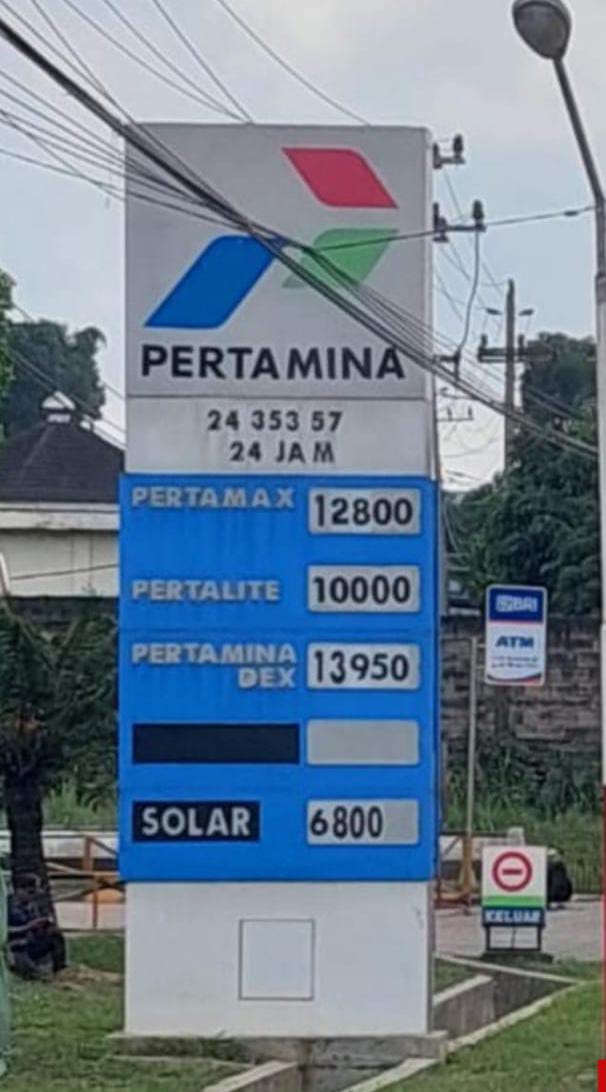 PERTAMINA
24 353 57
24 JAM
PERTAMAX 12800
PERTALITE 10000
PERTAMINA
DEX 13950
SOLAR 6800
BRI
ATM
KELUAR